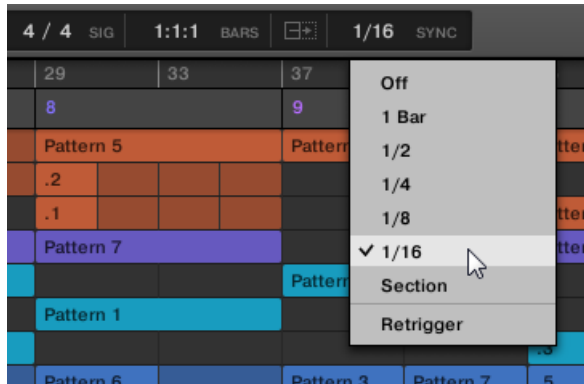 4 / 4 SIG 1:1:1 BARS 1/16 SYNC
29 33 37
8 9
Off
1 Bar
Pattern 5 Pattern
1/2
.2
1/4
.1
1/8
Pattern 7
✓ 1/16
Pattern
Section
Pattern 1
Retrigger
.3
Pattern 6 Pattern 3 Pattern 7 .5